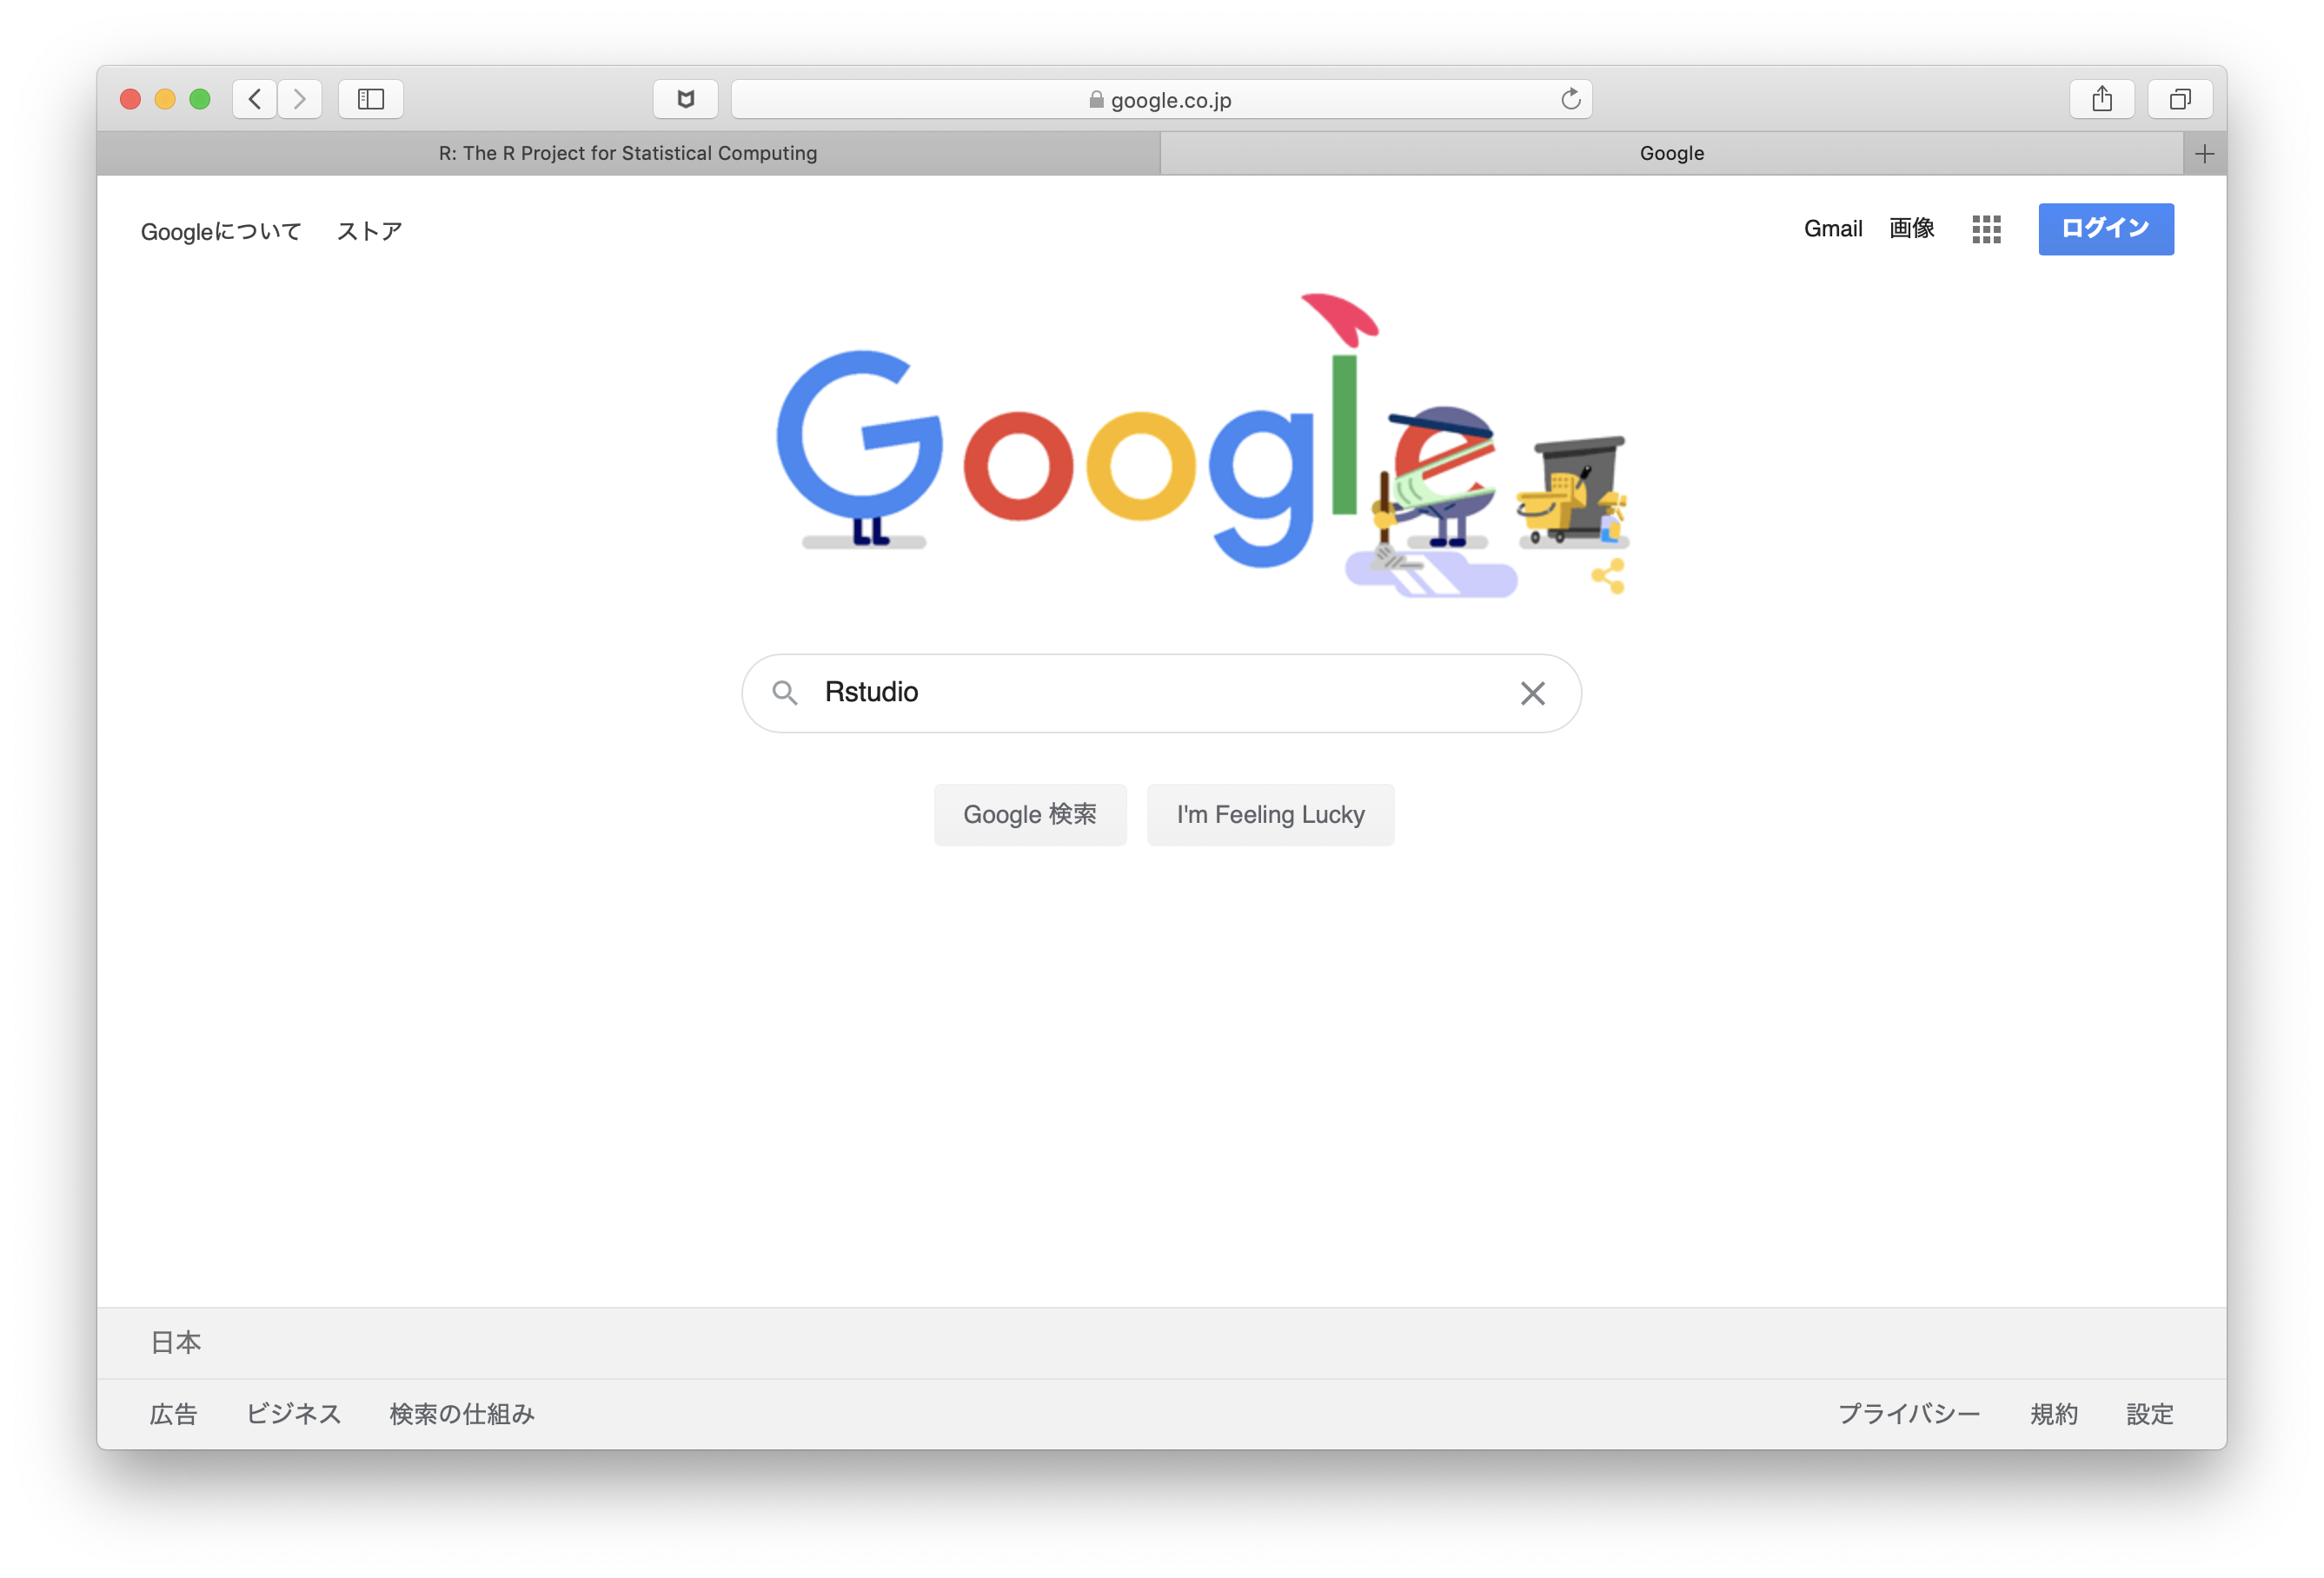 google.co.jp
R: The R Project for Statistical Computing
Google
Googleについて ストア
Gmail 画像 ログイン
Google
Rstudio
Google 検索 I'm Feeling Lucky
日本
広告 ビジネス 検索の仕組み
プライバシー 規約 設定